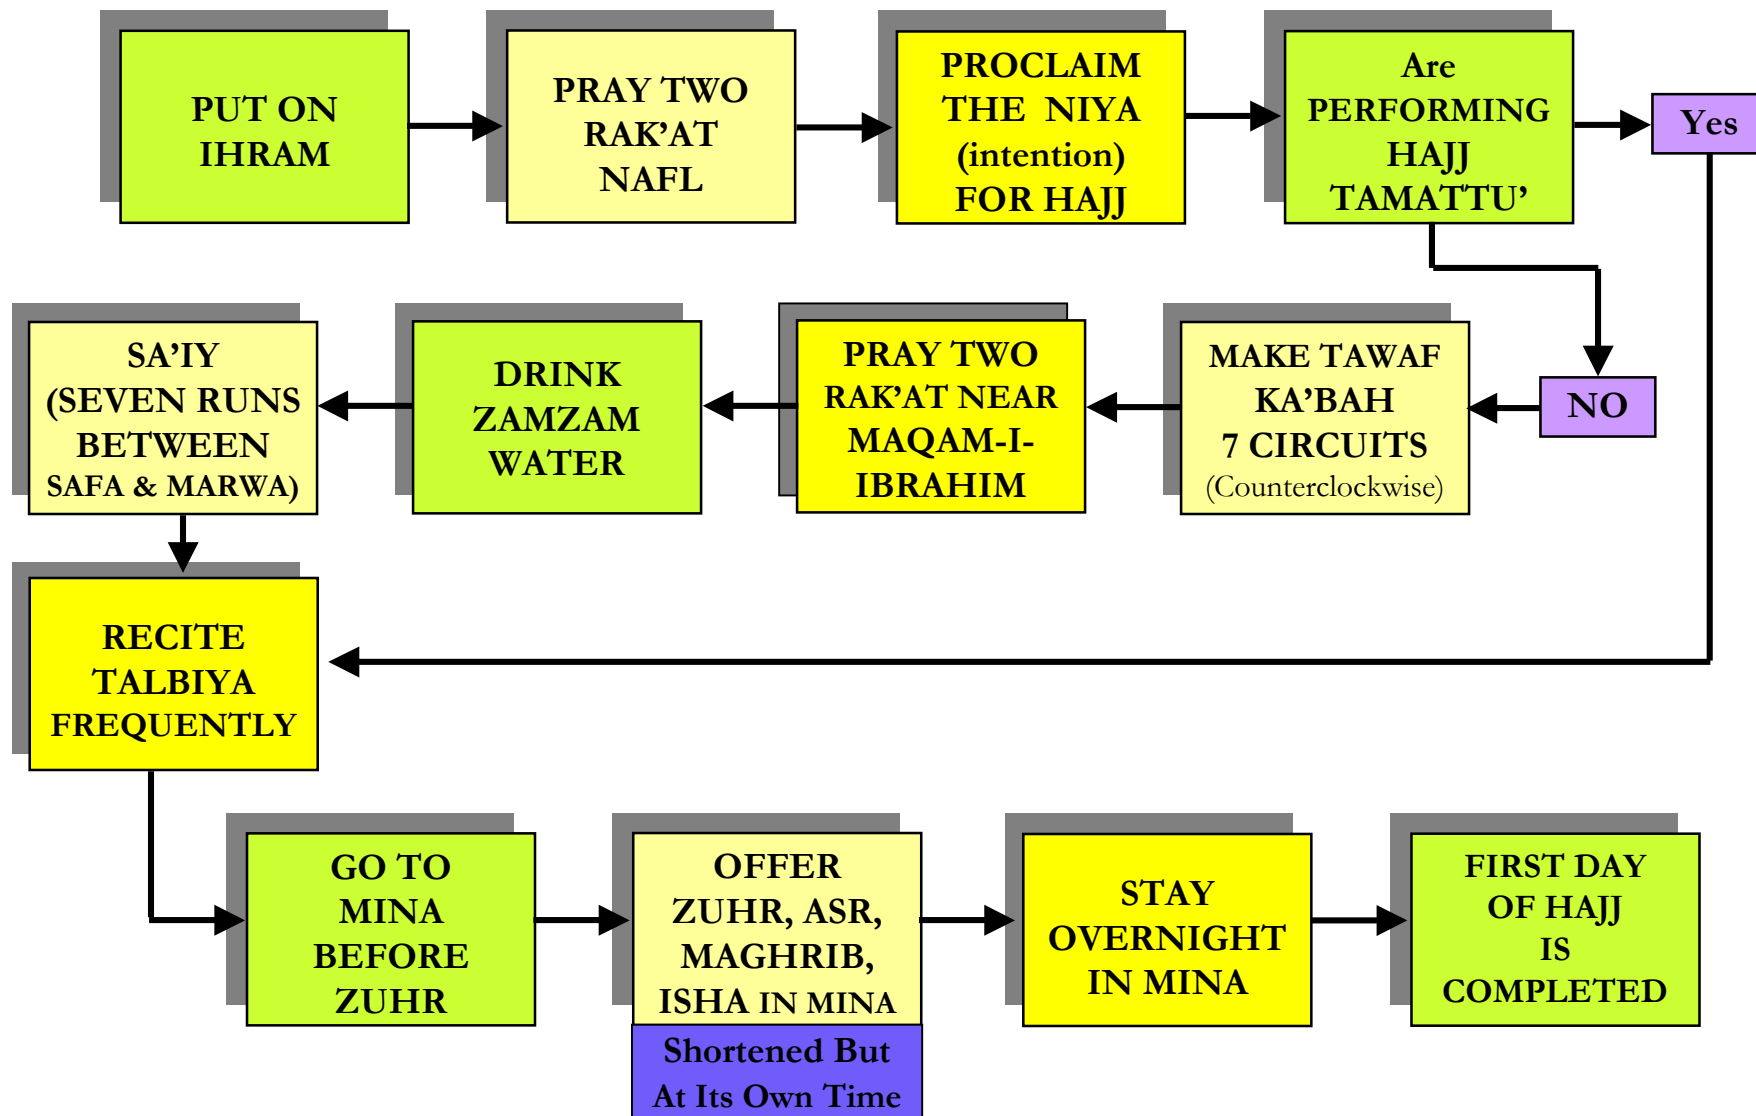 PUT ON
IHRAM
PRAY TWO
RAK’AT
NAFL
PROCLAIM
THE NIYA
(intention)
FOR HAJJ
Are
PERFORMING
HAJJ
TAMATTU’
Yes
NO
MAKE TAWAF
KA’BAH
7 CIRCUITS
(Counterclockwise)
PRAY TWO
RAK’AT NEAR
MAQAM-I-
IBRAHIM
DRINK
ZAMZAM
WATER
SA’IY
(SEVEN RUNS
BETWEEN
SAFA & MARWA)
RECITE
TALBIYA
FREQUENTLY
GO TO
MINA
BEFORE
ZUHR
OFFER
ZUHR, ASR,
MAGHRIB,
ISHA IN MINA
Shortened But
At Its Own Time
STAY
OVERNIGHT
IN MINA
FIRST DAY
OF HAJJ
IS
COMPLETED